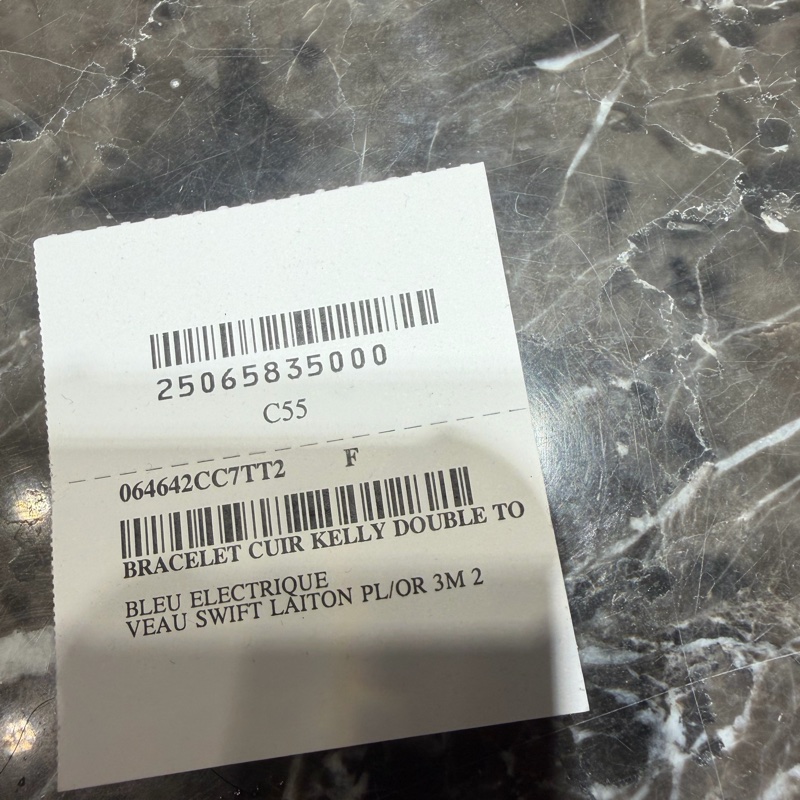 25065835000
C55
064642CC7TT2 F
BRACELET CUIR KELLY DOUBLE TO
BLEU ELECTRIQUE
VEAU SWIFT LAITON PL/OR 3M 2